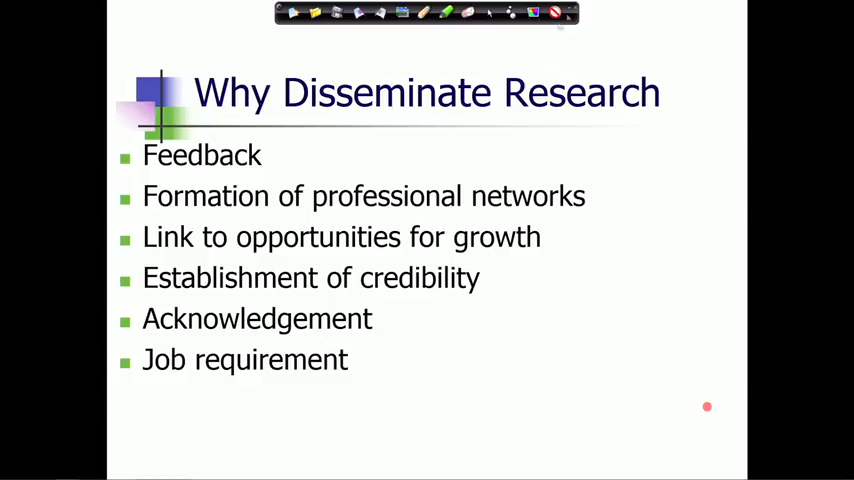 Why Disseminate Research
Feedback
Formation of professional networks
Link to opportunities for growth
Establishment of credibility
Acknowledgement
Job requirement